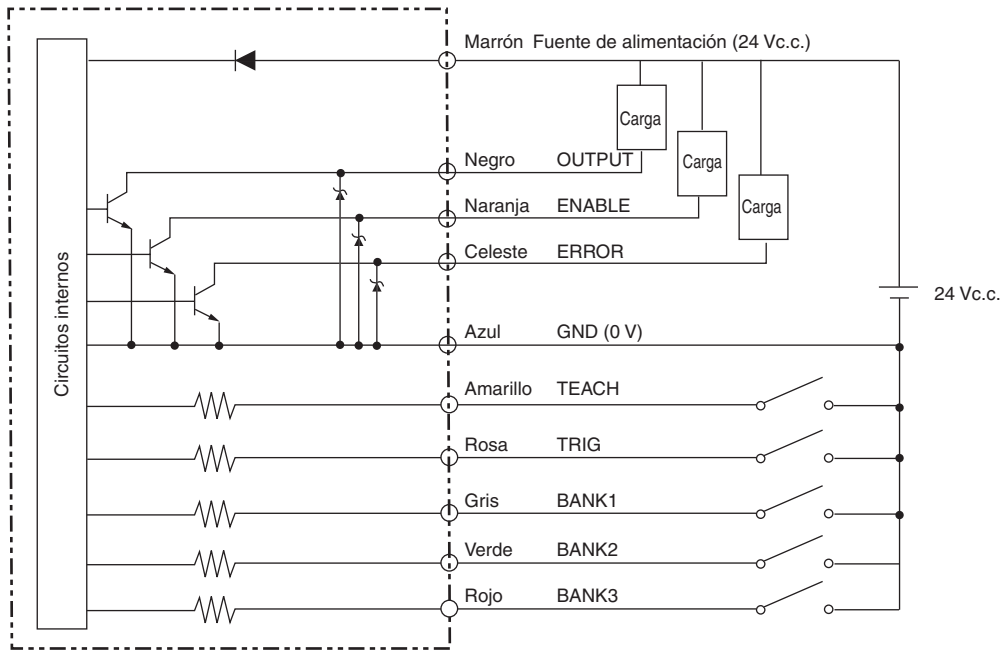 Marrón Fuente de alimentación (24 Vc.c.)
Carga
Carga
Carga
Negro OUTPUT
Naranja ENABLE
Celeste ERROR
24 Vc.c.
Azul GND (0 V)
Circuitos internos
Amarillo TEACH
Rosa TRIG
Gris BANK1
Verde BANK2
Rojo BANK3